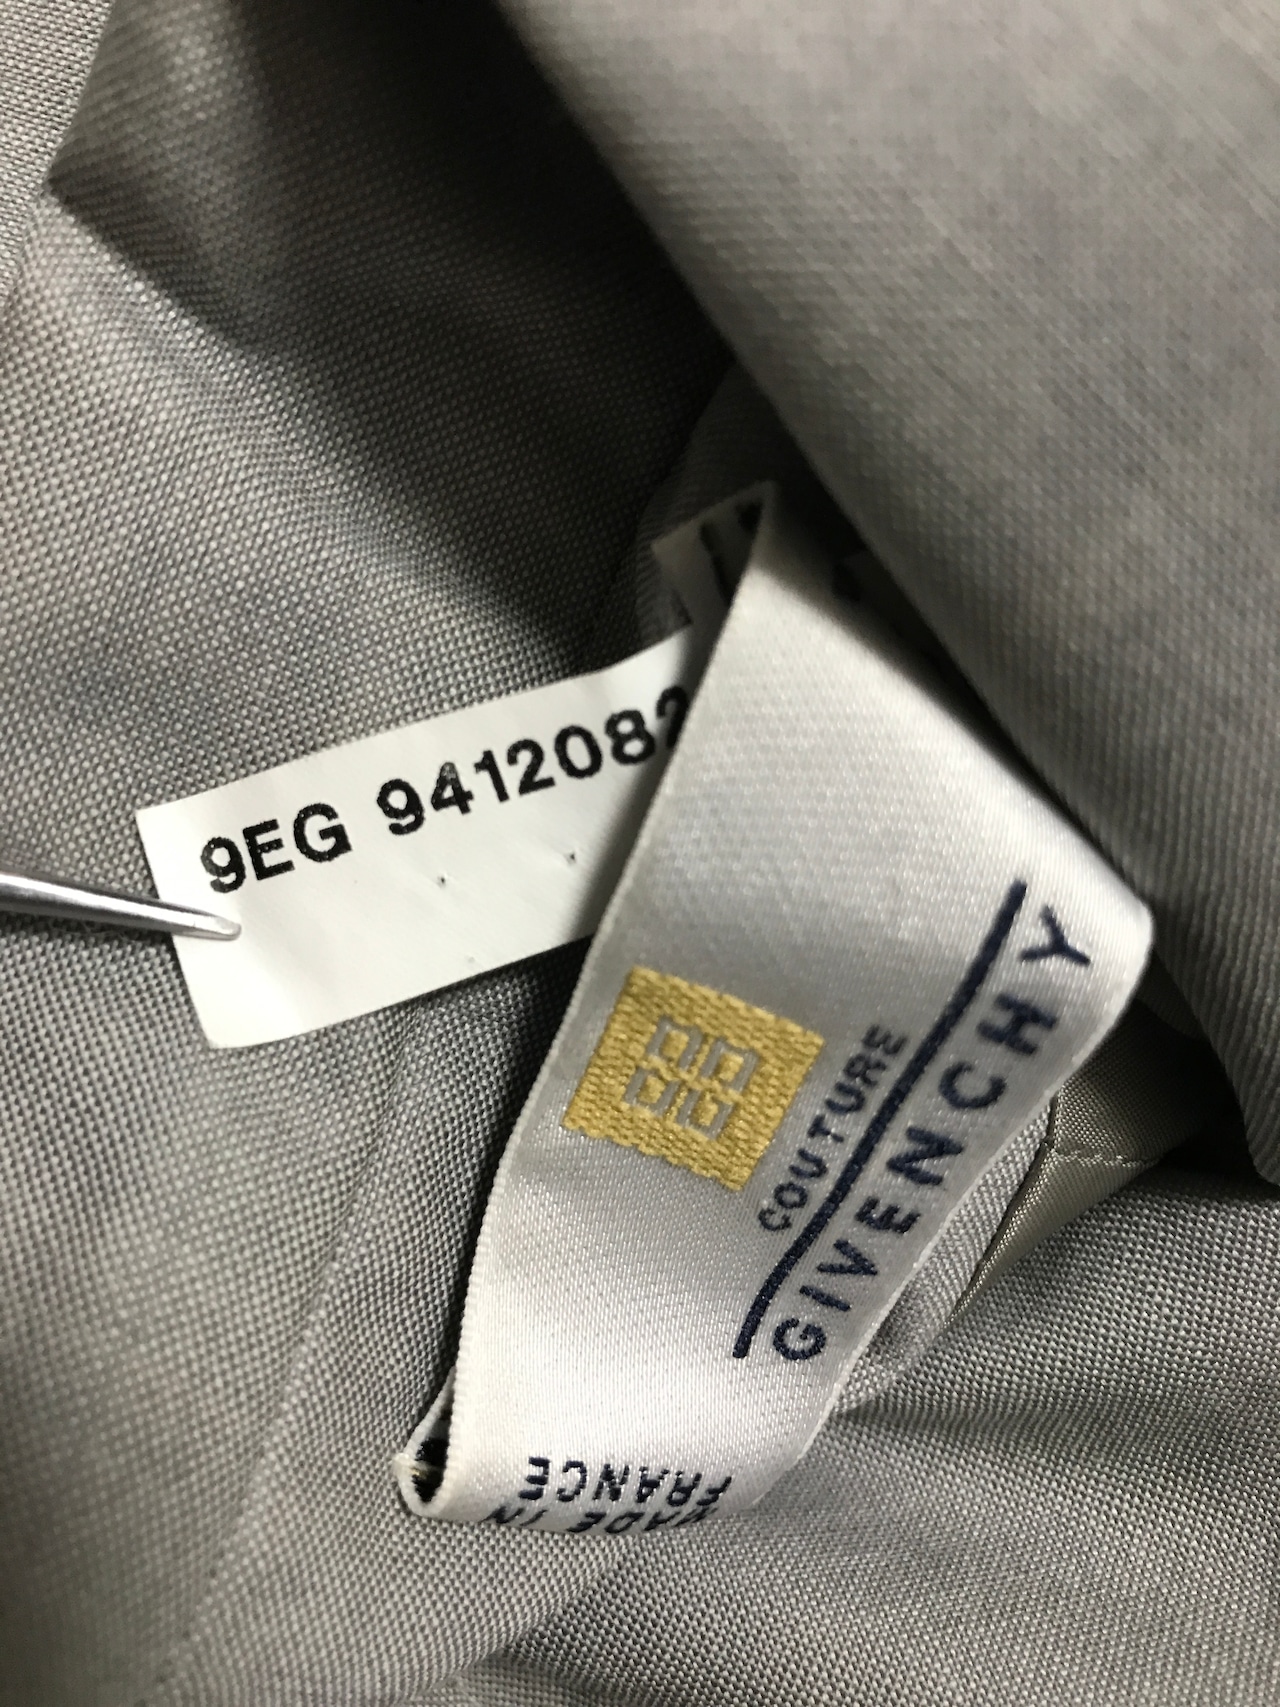 9EG 9412082
COUTURE
GIVENCHY
MADE IN
FRANCE